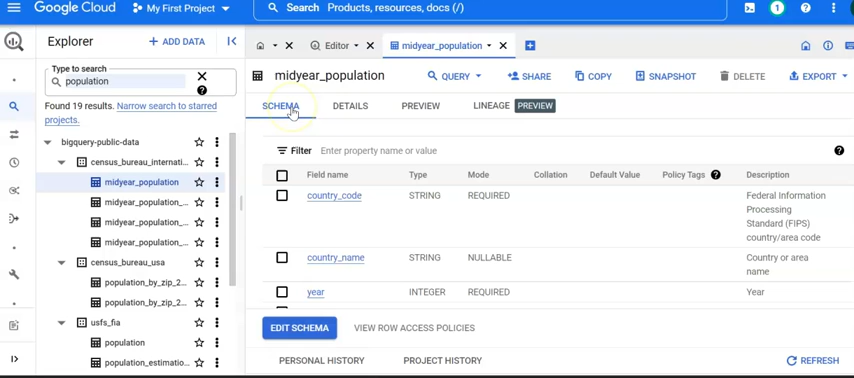 Google Cloud My First Project Search Products, resources, docs (/) 1
Explorer + ADD DATA
Type to search
population
Found 19 results. Narrow search to starred
projects.
bigquery-public-data
census_bureau_internati...
midyear_population
midyear_population_...
midyear_population_...
midyear_population_...
census_bureau_usa
population_by_zip_2...
population_by_zip_2...
usfs_fia
population
population_estimatio...
Editor midyear_population
midyear_population QUERY SHARE COPY SNAPSHOT DELETE EXPORT
SCHEMA DETAILS PREVIEW LINEAGE PREVIEW
Filter Enter property name or value
Field name Type Mode Collation Default Value Policy Tags Description
country_code STRING REQUIRED Federal Information
Processing
Standard (FIPS)
country/area code
country_name STRING NULLABLE Country or area
name
year INTEGER REQUIRED Year
EDIT SCHEMA VIEW ROW ACCESS POLICIES
PERSONAL HISTORY PROJECT HISTORY REFRESH